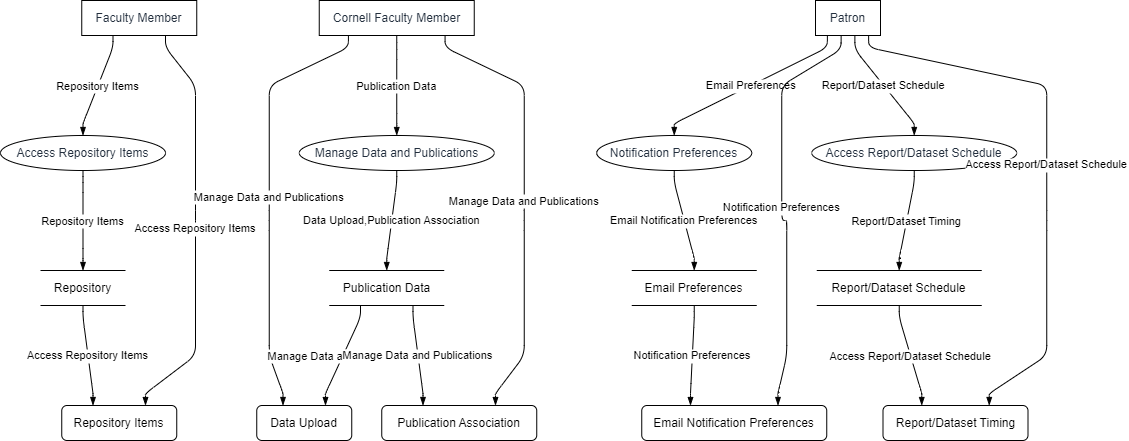 Faculty Member
Cornell Faculty Member
Patron
Repository Items
Publication Data
Email Preferences
Report/Dataset Schedule
Access Repository Items
Manage Data and Publications
Notification Preferences
Access Report/Dataset Schedule
Access Report/Dataset Schedule
Manage Data and Publications
Manage Data and Publications
Notification Preferences
Repository Items
Access Repository Items
Data Upload,Publication Association
Email Notification Preferences
Report/Dataset Timing
Repository
Publication Data
Email Preferences
Report/Dataset Schedule
Access Repository Items
Manage Data a
Manage Data and Publications
Notification Preferences
Access Report/Dataset Schedule
Repository Items
Data Upload
Publication Association
Email Notification Preferences
Report/Dataset Timing